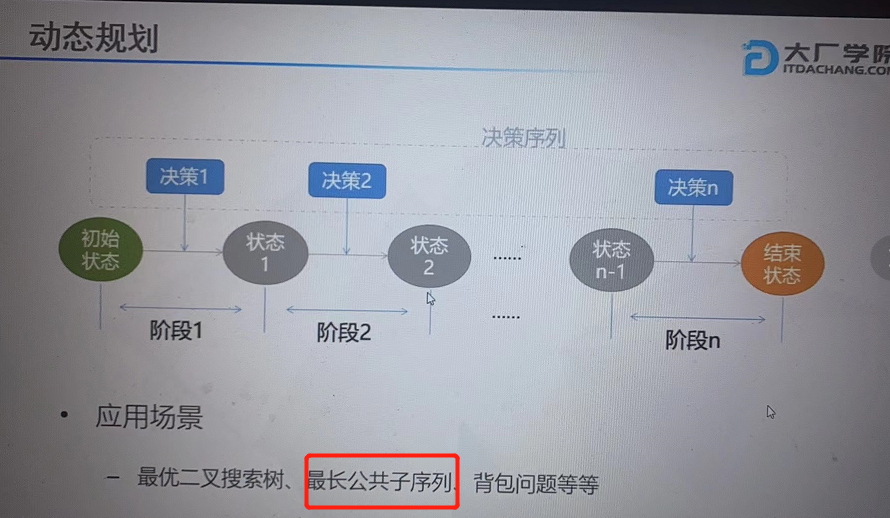 动态规划
大厂学院
ITDACHANG.COM
决策序列
决策1
决策2
决策n
初始
状态
状态
1
状态
2
......
状态
n-1
结束
状态
阶段1
阶段2
......
阶段n
• 应用场景
– 最优二叉搜索树、最长公共子序列、背包问题等等